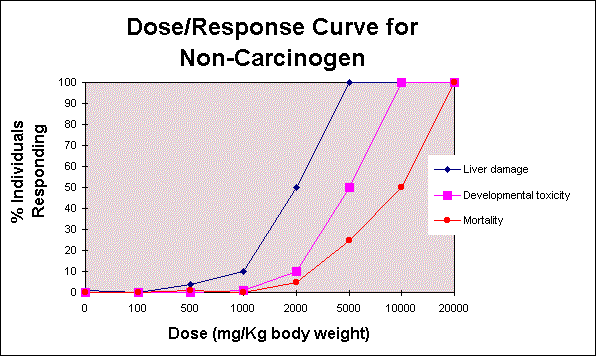 Dose/Response Curve for
Non-Carcinogen
% Individuals
Responding
100
90
80
70
60
50
40
30
20
10
0
0 100 500 1000 2000 5000 10000 20000
Dose (mg/Kg body weight)
Liver damage
Developmental toxicity
Mortality